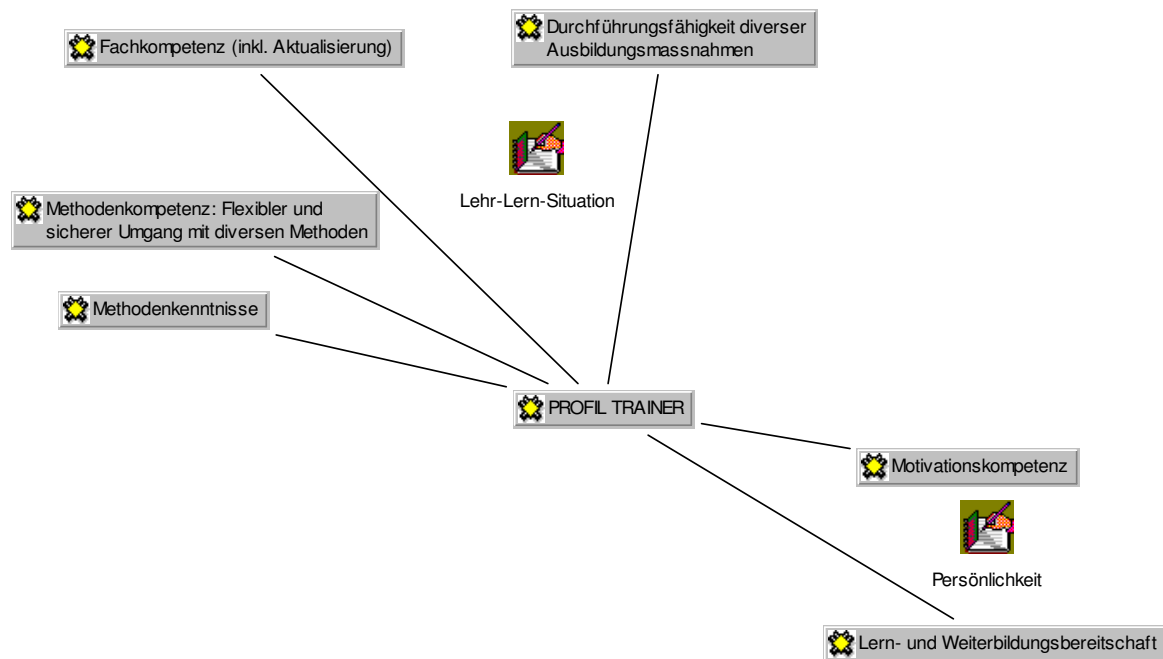 Fachkompetenz (inkl. Aktualisierung)
Durchführungsfähigkeit diverser
Ausbildungsmassnahmen
Lehr-Lern-Situation
Methodenkompetenz: Flexibler und
sicherer Umgang mit diversen Methoden
Methodenkenntnisse
PROFIL TRAINER
Motivationskompetenz
Persönlichkeit
Lern- und Weiterbildungsbereitschaft